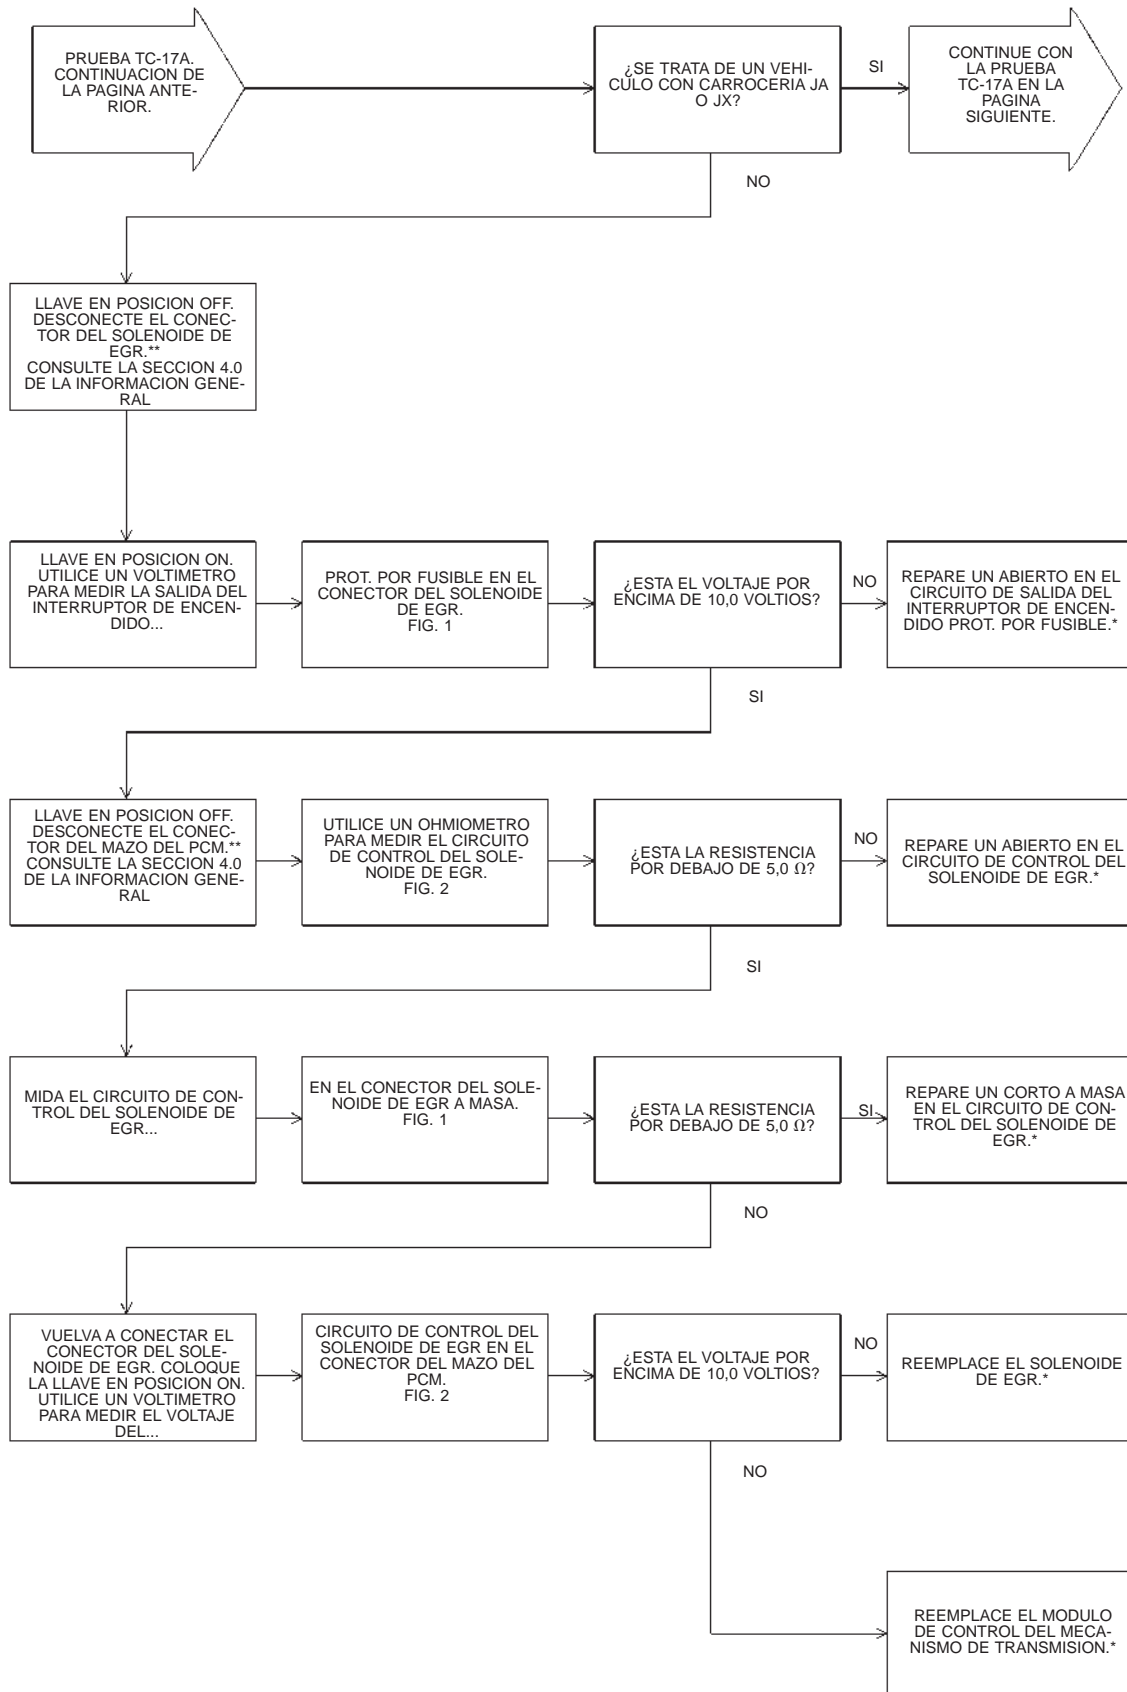 PRUEBA TC-17A.
CONTINUACION DE
LA PAGINA ANTE-
RIOR.
¿SE TRATA DE UN VEHI-
CULO CON CARROCERIA JA
O JX?
SI
CONTINUE CON
LA PRUEBA
TC-17A EN LA
PAGINA
SIGUIENTE.
NO
LLAVE EN POSICION OFF.
DESCONECTE EL CONEC-
TOR DEL SOLENOIDE DE
EGR.**
CONSULTE LA SECCION 4.0
DE LA INFORMACION GENE-
RAL
LLAVE EN POSICION ON.
UTILICE UN VOLTIMETRO
PARA MEDIR LA SALIDA DEL
INTERRUPTOR DE ENCEN-
DIDO...
PROT. POR FUSIBLE EN EL
CONECTOR DEL SOLENOIDE
DE EGR.
FIG. 1
¿ESTA EL VOLTAJE POR
ENCIMA DE 10,0 VOLTIOS?
NO
REPARE UN ABIERTO EN EL
CIRCUITO DE SALIDA DEL
INTERRUPTOR DE ENCEN-
DIDO PROT. POR FUSIBLE.*
SI
LLAVE EN POSICION OFF.
DESCONECTE EL CONEC-
TOR DEL MAZO DEL PCM.**
CONSULTE LA SECCION 4.0
DE LA INFORMACION GENE-
RAL
UTILICE UN OHMIOMETRO
PARA MEDIR EL CIRCUITO
DE CONTROL DEL SOLE-
NOIDE DE EGR.
FIG. 2
¿ESTA LA RESISTENCIA
POR DEBAJO DE 5,0 Ω?
NO
REPARE UN ABIERTO EN EL
CIRCUITO DE CONTROL DEL
SOLENOIDE DE EGR.*
SI
MIDA EL CIRCUITO DE CON-
TROL DEL SOLENOIDE DE
EGR...
EN EL CONECTOR DEL SOLE-
NOIDE DE EGR A MASA.
FIG. 1
¿ESTA LA RESISTENCIA
POR DEBAJO DE 5,0 Ω?
SI
REPARE UN CORTO A MASA
EN EL CIRCUITO DE CON-
TROL DEL SOLENOIDE DE
EGR.*
NO
VUELVA A CONECTAR EL
CONECTOR DEL SOLE-
NOIDE DE EGR. COLOQUE
LA LLAVE EN POSICION ON.
UTILICE UN VOLTIMETRO
PARA MEDIR EL VOLTAJE
DEL...
CIRCUITO DE CONTROL DEL
SOLENOIDE DE EGR EN EL
CONECTOR DEL MAZO DEL
PCM.
FIG. 2
¿ESTA EL VOLTAJE POR
ENCIMA DE 10,0 VOLTIOS?
NO
REEMPLACE EL SOLENOIDE
DE EGR.*
NO
REEMPLACE EL MODULO
DE CONTROL DEL MECA-
NISMO DE TRANSMISION.*